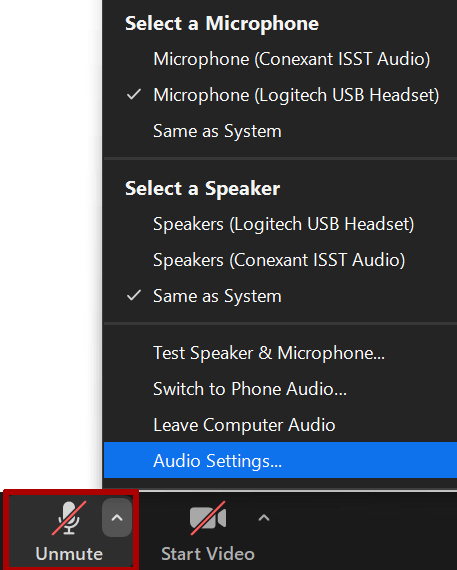 Select a Microphone
Microphone (Conexant ISST Audio)
Microphone (Logitech USB Headset)
Same as System
Select a Speaker
Speakers (Logitech USB Headset)
Speakers (Conexant ISST Audio)
Same as System
Test Speaker & Microphone...
Switch to Phone Audio...
Leave Computer Audio
Audio Settings...
Unmute
Start Video